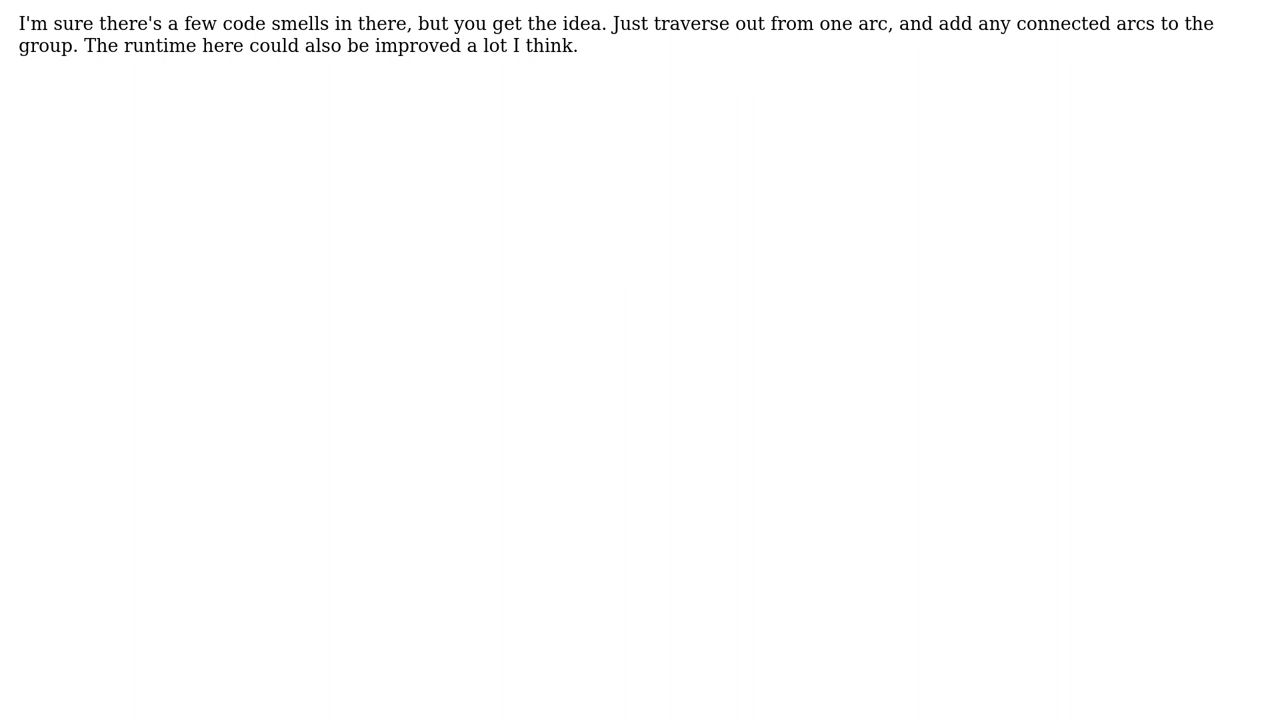 I'm sure there's a few code smells in there, but you get the idea. Just traverse out from one arc, and add any connected arcs to the
group. The runtime here could also be improved a lot I think.